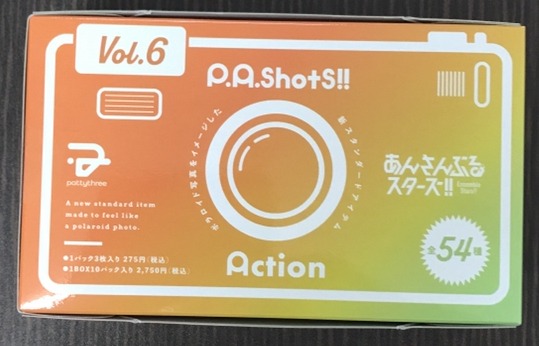 Vol.6
P.A.ShotS!!
ポラロイド写真をイメージした
新スタンダードアイテム
pattythree
A new standard item
made to feel like
a polaroid photo.
あんさんぶる
スターズ!!
Ensemble
Stars!!
全54種
Action
●1パック3枚入り 275円(税込)
●1BOX10パック入り 2,750円(税込)